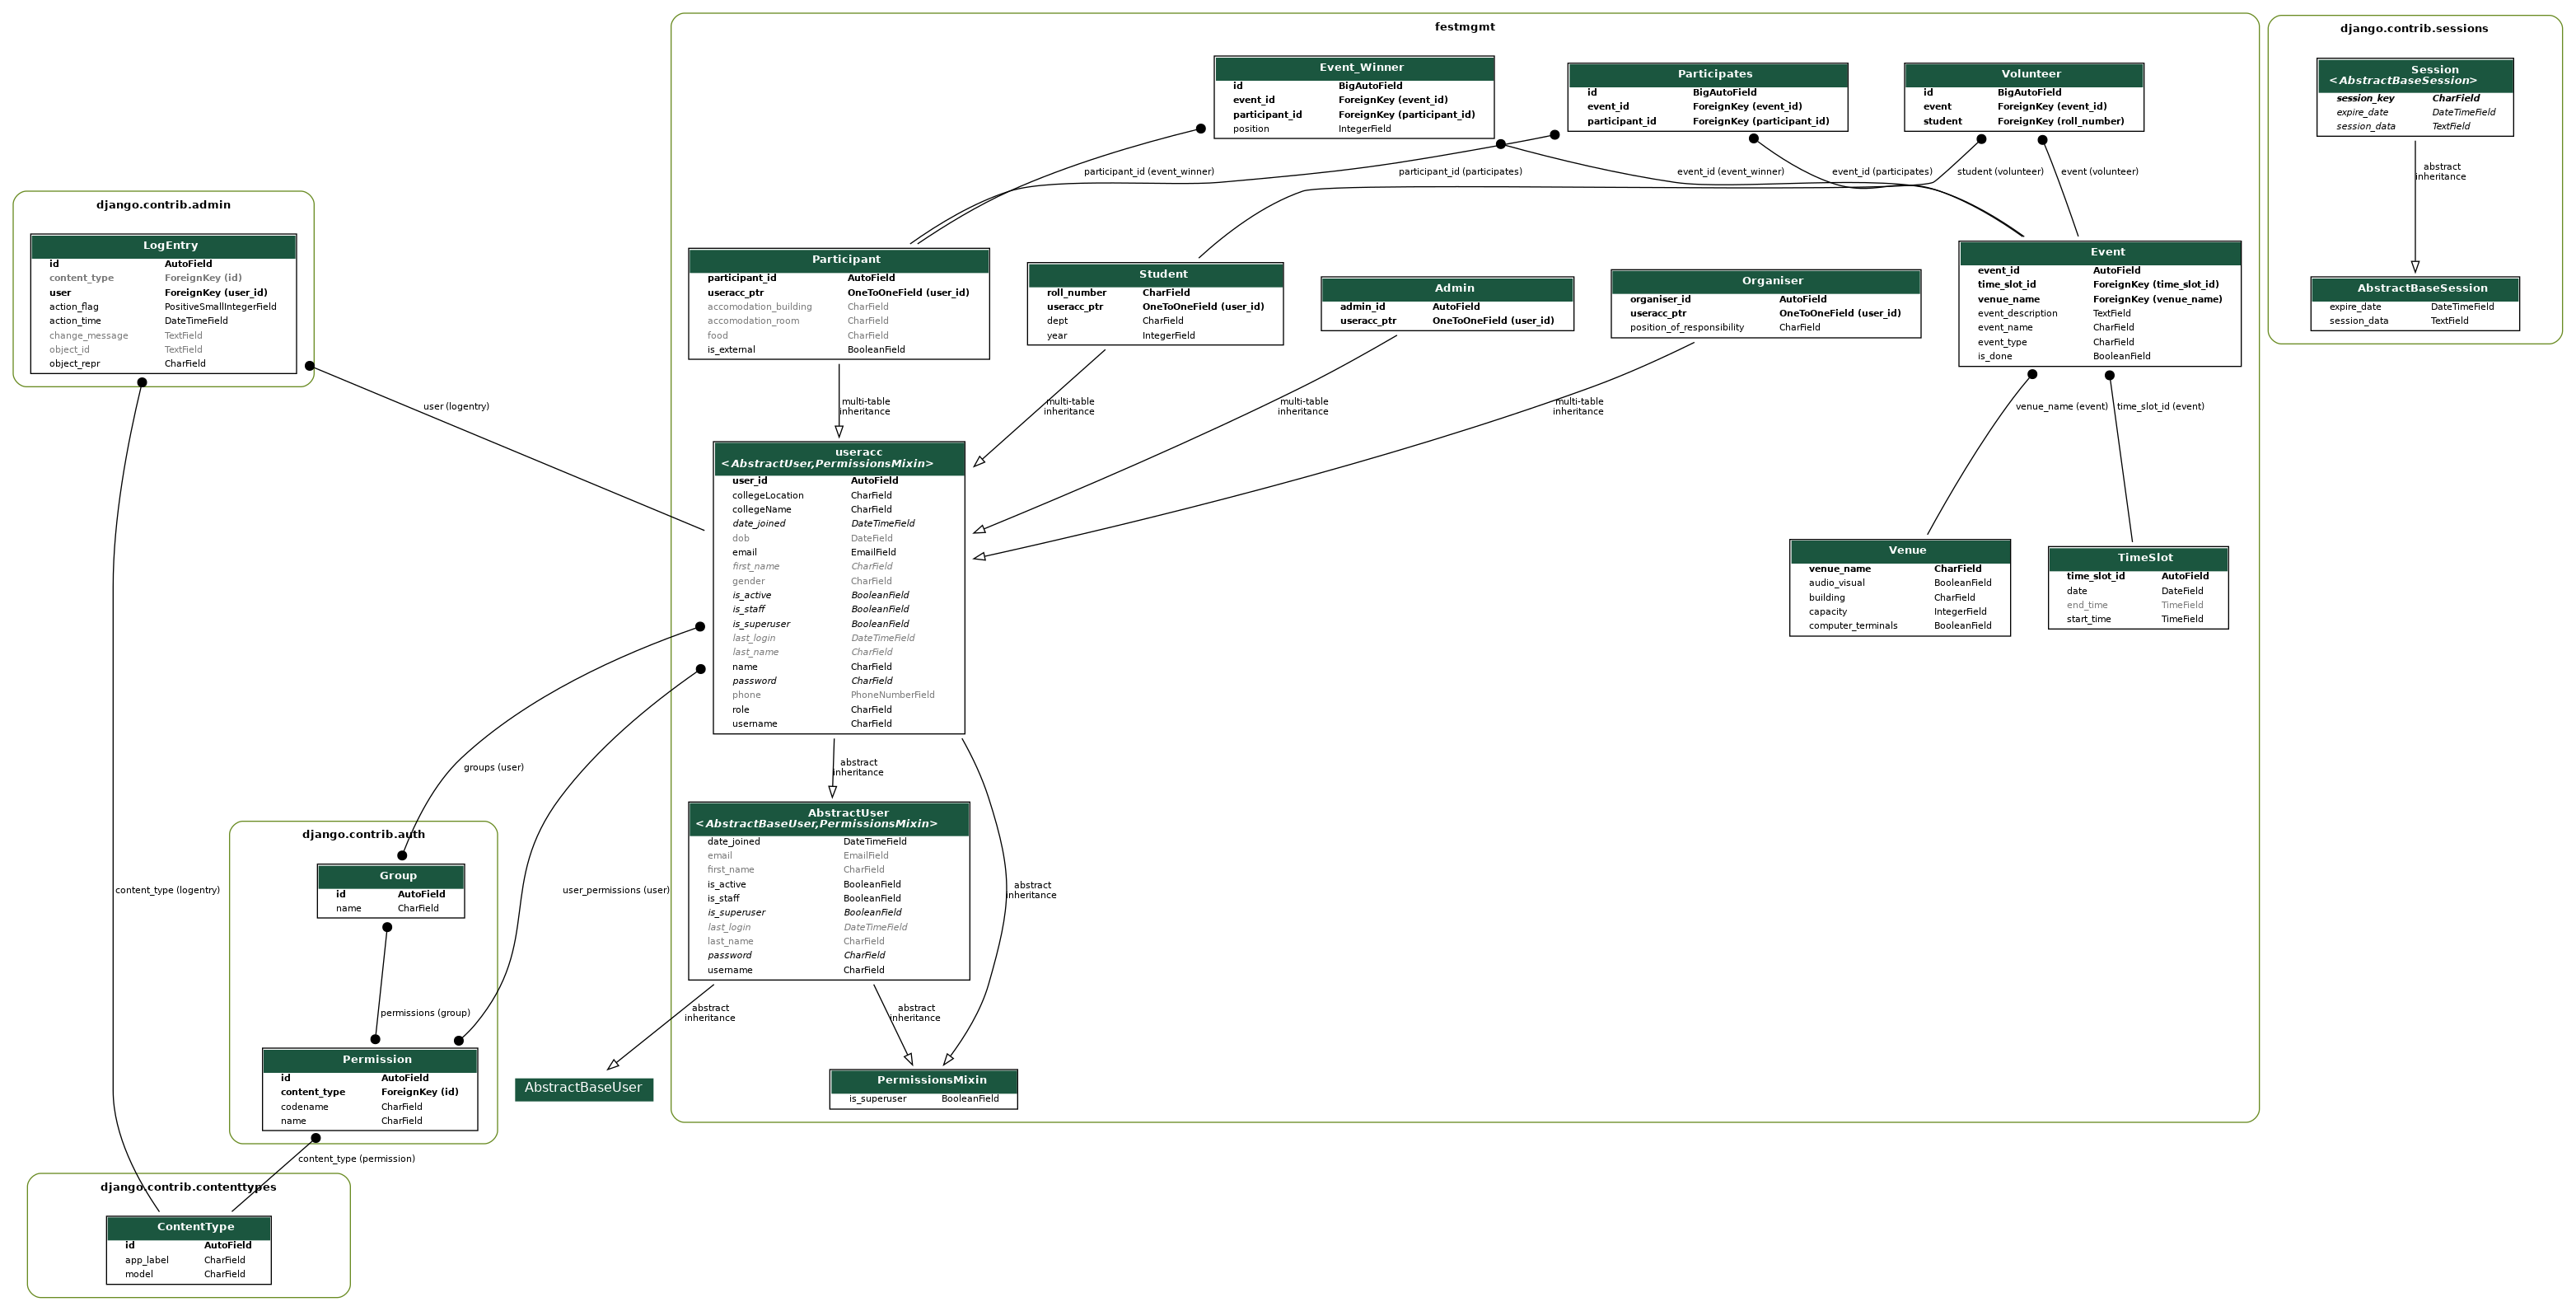 festmgmt
Event_Winner
id BigAutoField
event_id ForeignKey (event_id)
participant_id ForeignKey (participant_id)
position IntegerField
Participates
id BigAutoField
event_id ForeignKey (event_id)
participant_id ForeignKey (participant_id)
Volunteer
id BigAutoField
event ForeignKey (event_id)
student ForeignKey (roll_number)
participant_id (event_winner)
participant_id (participates)
event_id (event_winner)
event_id (participates)
student (volunteer)
event (volunteer)
Participant
participant_id AutoField
useracc_ptr OneToOneField (user_id)
accomodation_building CharField
accomodation_room CharField
food CharField
is_external BooleanField
Student
roll_number CharField
useracc_ptr OneToOneField (user_id)
dept CharField
year IntegerField
Admin
admin_id AutoField
useracc_ptr OneToOneField (user_id)
Organiser
organiser_id AutoField
useracc_ptr OneToOneField (user_id)
position_of_responsibility CharField
Event
event_id AutoField
time_slot_id ForeignKey (time_slot_id)
venue_name ForeignKey (venue_name)
event_description TextField
event_name CharField
event_type CharField
is_done BooleanField
multi-table
inheritance
multi-table
inheritance
multi-table
inheritance
multi-table
inheritance
venue_name (event)
time_slot_id (event)
useracc
<AbstractUser,PermissionsMixin>
user_id AutoField
collegeLocation CharField
collegeName CharField
date_joined DateTimeField
dob DateField
email EmailField
first_name CharField
gender CharField
is_active BooleanField
is_staff BooleanField
is_superuser BooleanField
last_login DateTimeField
last_name CharField
name CharField
password CharField
phone PhoneNumberField
role CharField
username CharField
Venue
venue_name CharField
audio_visual BooleanField
building CharField
capacity IntegerField
computer_terminals BooleanField
TimeSlot
time_slot_id AutoField
date DateField
end_time TimeField
start_time TimeField
abstract
inheritance
AbstractUser
<AbstractBaseUser,PermissionsMixin>
date_joined DateTimeField
email EmailField
first_name CharField
is_active BooleanField
is_staff BooleanField
is_superuser BooleanField
last_login DateTimeField
last_name CharField
password CharField
username CharField
abstract
inheritance
abstract
inheritance
abstract
inheritance
AbstractBaseUser
PermissionsMixin
is_superuser BooleanField
django.contrib.sessions
Session
<AbstractBaseSession>
session_key CharField
expire_date DateTimeField
session_data TextField
abstract
inheritance
AbstractBaseSession
expire_date DateTimeField
session_data TextField
django.contrib.admin
LogEntry
id AutoField
content_type ForeignKey (id)
user ForeignKey (user_id)
action_flag PositiveSmallIntegerField
action_time DateTimeField
change_message TextField
object_id TextField
object_repr CharField
user (logentry)
groups (user)
content_type (logentry)
user_permissions (user)
django.contrib.auth
Group
id AutoField
name CharField
permissions (group)
Permission
id AutoField
content_type ForeignKey (id)
codename CharField
name CharField
content_type (permission)
django.contrib.contenttypes
ContentType
id AutoField
app_label CharField
model CharField